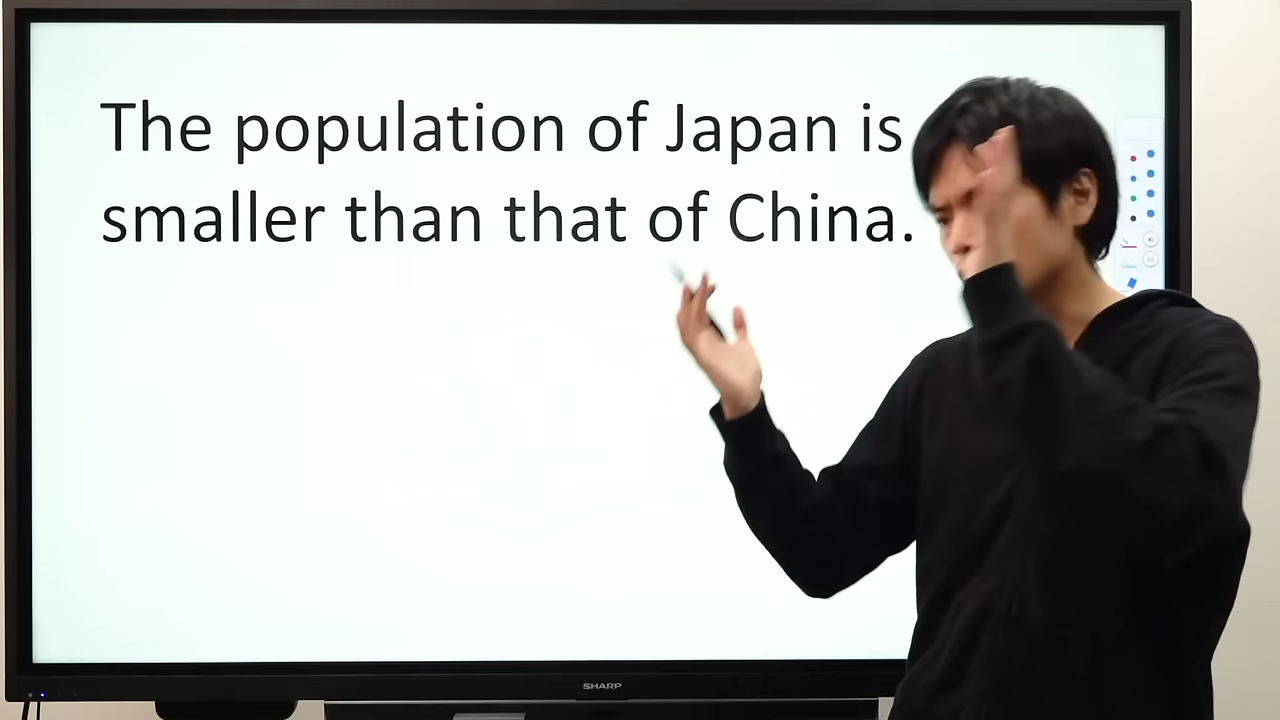 The population of Japan is
smaller than that of China.
SHARP